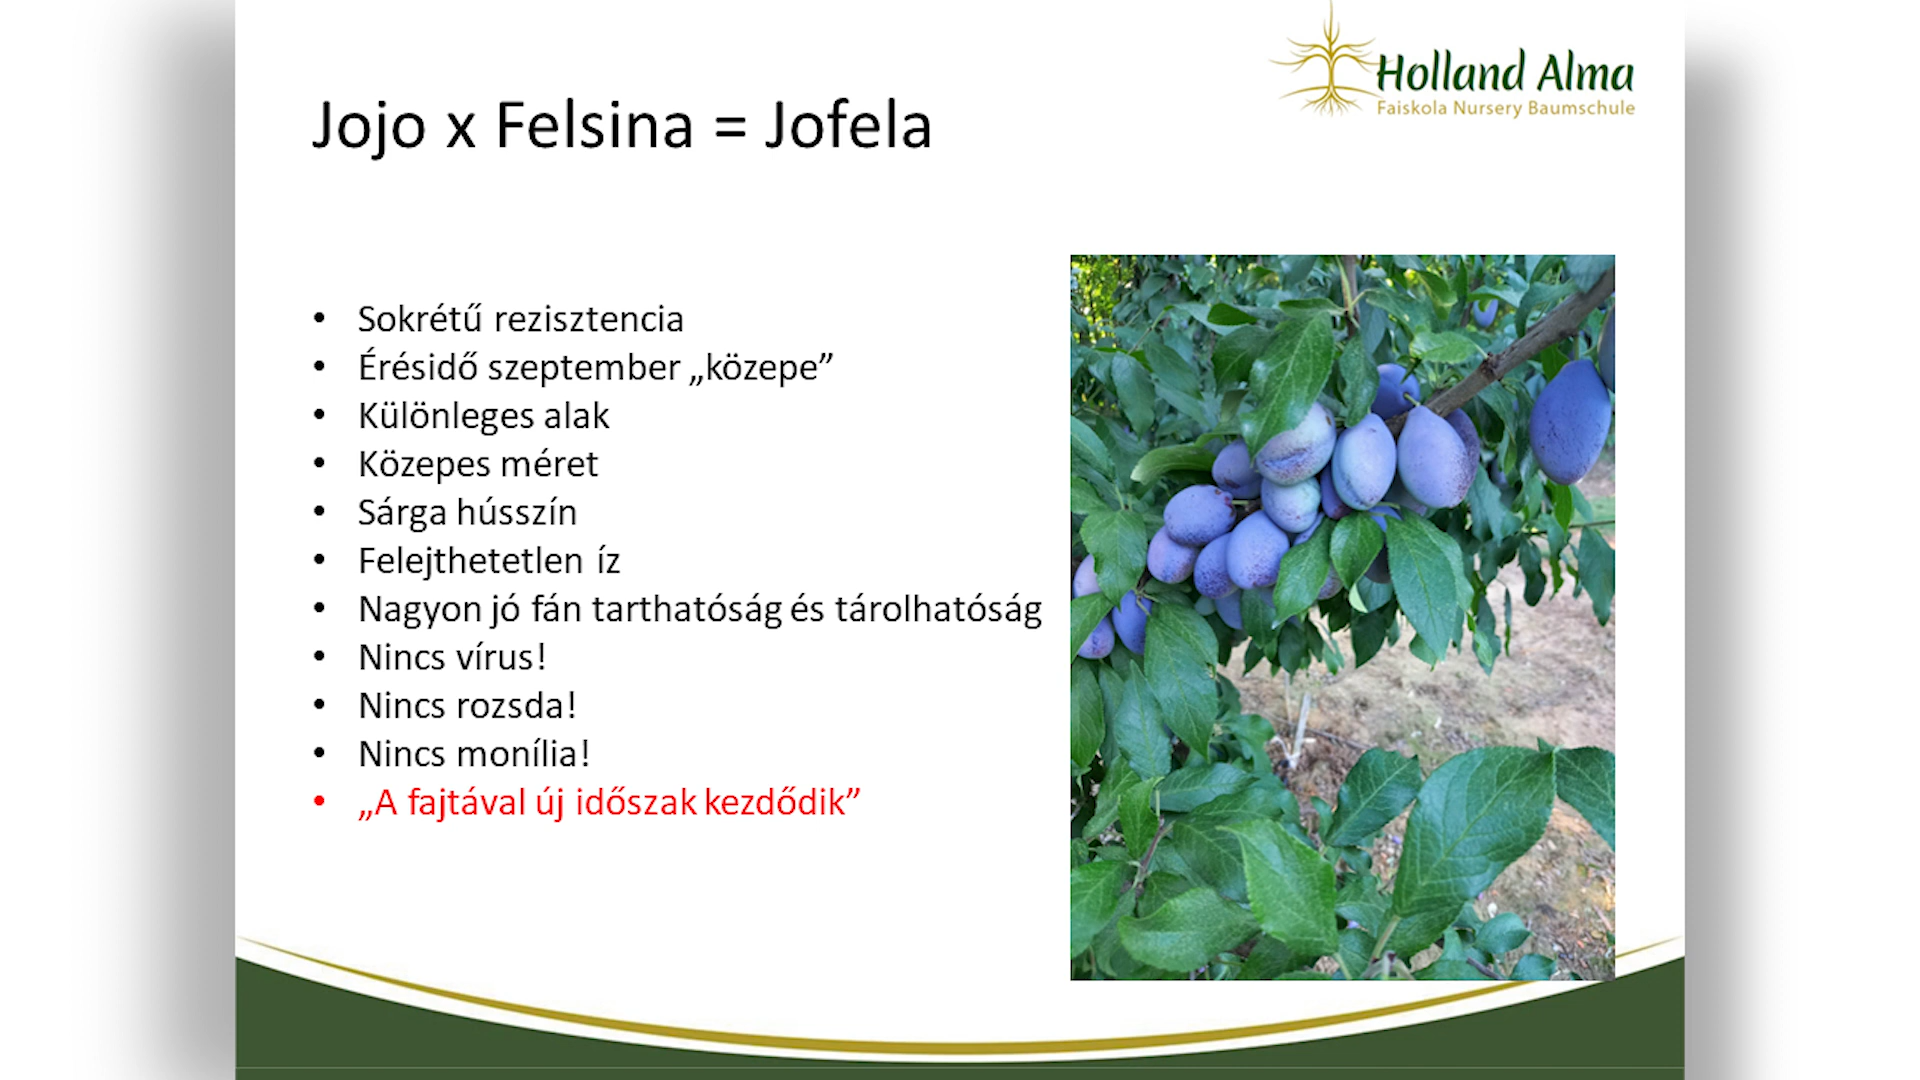 Holland Alma
Faiskola Nursery Baumschule
Jojo x Felsina = Jofela
• Sokrétű rezisztencia
• Érésidő szeptember „közepe”
• Különleges alak
• Közepes méret
• Sárga hússzín
• Felejthetetlen íz
• Nagyon jó fán tarthatóság és tárolhatóság
• Nincs vírus!
• Nincs rozsda!
• Nincs monília!
• „A fajtával új időszak kezdődik”